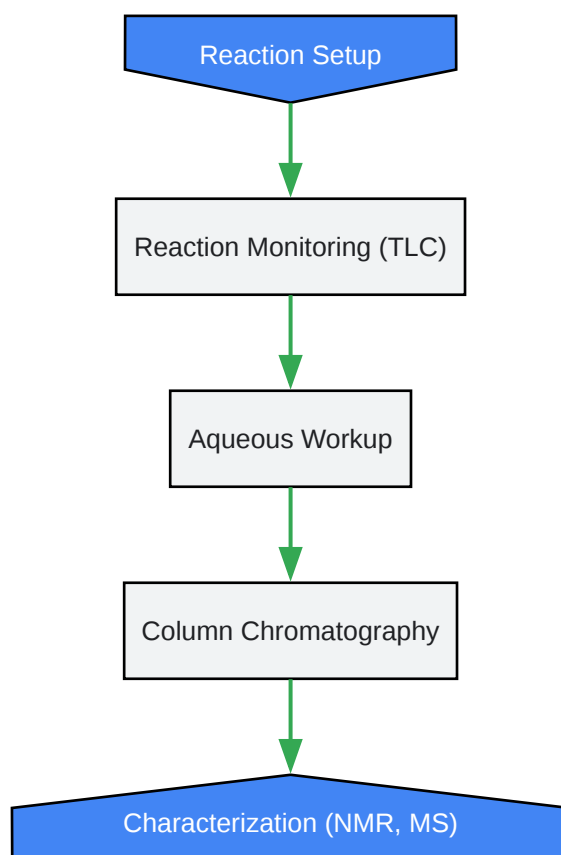 Reaction Setup
Reaction Monitoring (TLC)
Aqueous Workup
Column Chromatography
Characterization (NMR, MS)